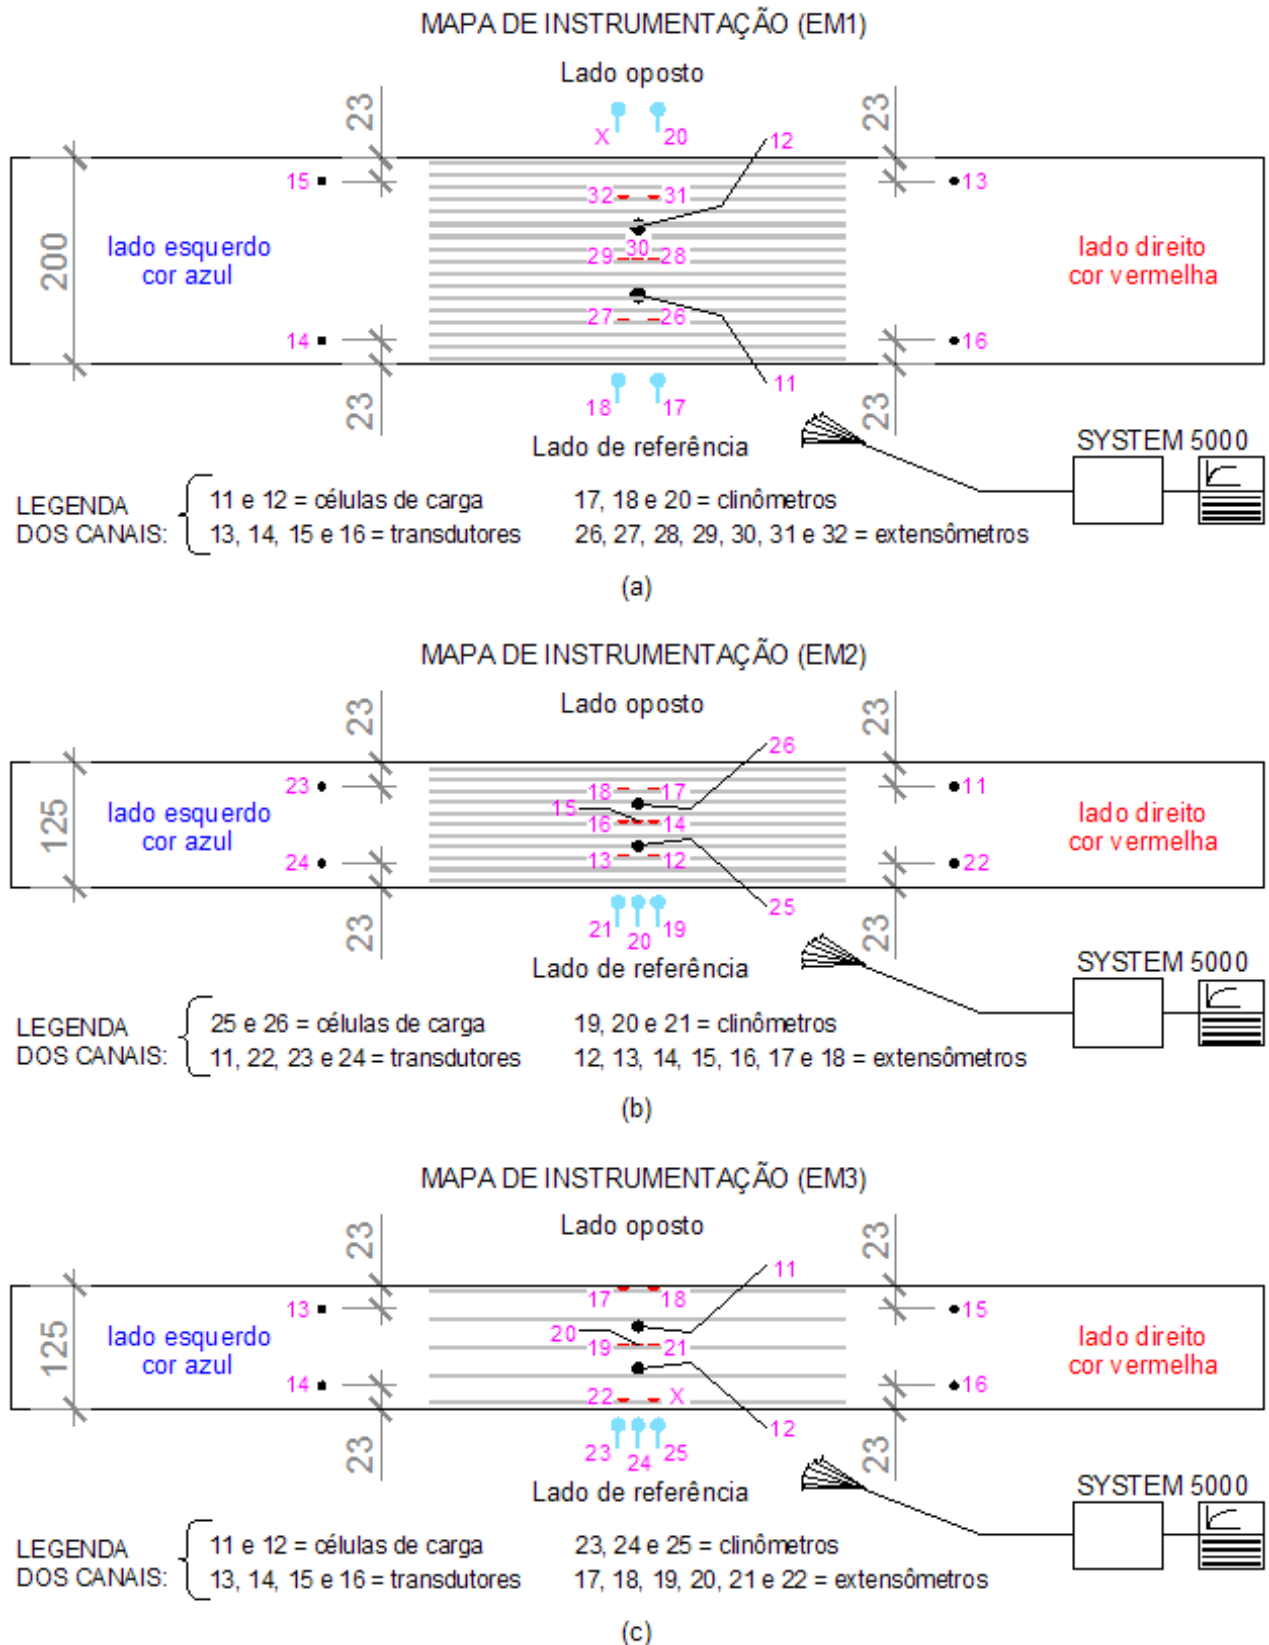 MAPA DE INSTRUMENTAÇÃO (EM1)
Lado oposto
23
23
X
20
12
15
32
31
13
200
lado esquerdo
cor azul
30
29
28
lado direito
cor vermelha
27
26
14
16
11
23
18
17
23
Lado de referência
SYSTEM 5000
LEGENDA
DOS CANAIS:
11 e 12 = células de carga
17, 18 e 20 = clinômetros
13, 14, 15 e 16 = transdutores
26, 27, 28, 29, 30, 31 e 32 = extensômetros
(a)
MAPA DE INSTRUMENTAÇÃO (EM2)
Lado oposto
23
23
26
23
18
17
11
125
lado esquerdo
cor azul
15
16
14
lado direito
cor vermelha
24
13
12
22
25
23
21
20
19
23
Lado de referência
SYSTEM 5000
LEGENDA
DOS CANAIS:
25 e 26 = células de carga
19, 20 e 21 = clinômetros
11, 22, 23 e 24 = transdutores
12, 13, 14, 15, 16, 17 e 18 = extensômetros
(b)
MAPA DE INSTRUMENTAÇÃO (EM3)
Lado oposto
23
23
11
13
17
18
15
125
lado esquerdo
cor azul
20
19
21
lado direito
cor vermelha
14
22
X
16
12
23
23
24
25
23
Lado de referência
SYSTEM 5000
LEGENDA
DOS CANAIS:
11 e 12 = células de carga
23, 24 e 25 = clinômetros
13, 14, 15 e 16 = transdutores
17, 18, 19, 20, 21 e 22 = extensômetros
(c)